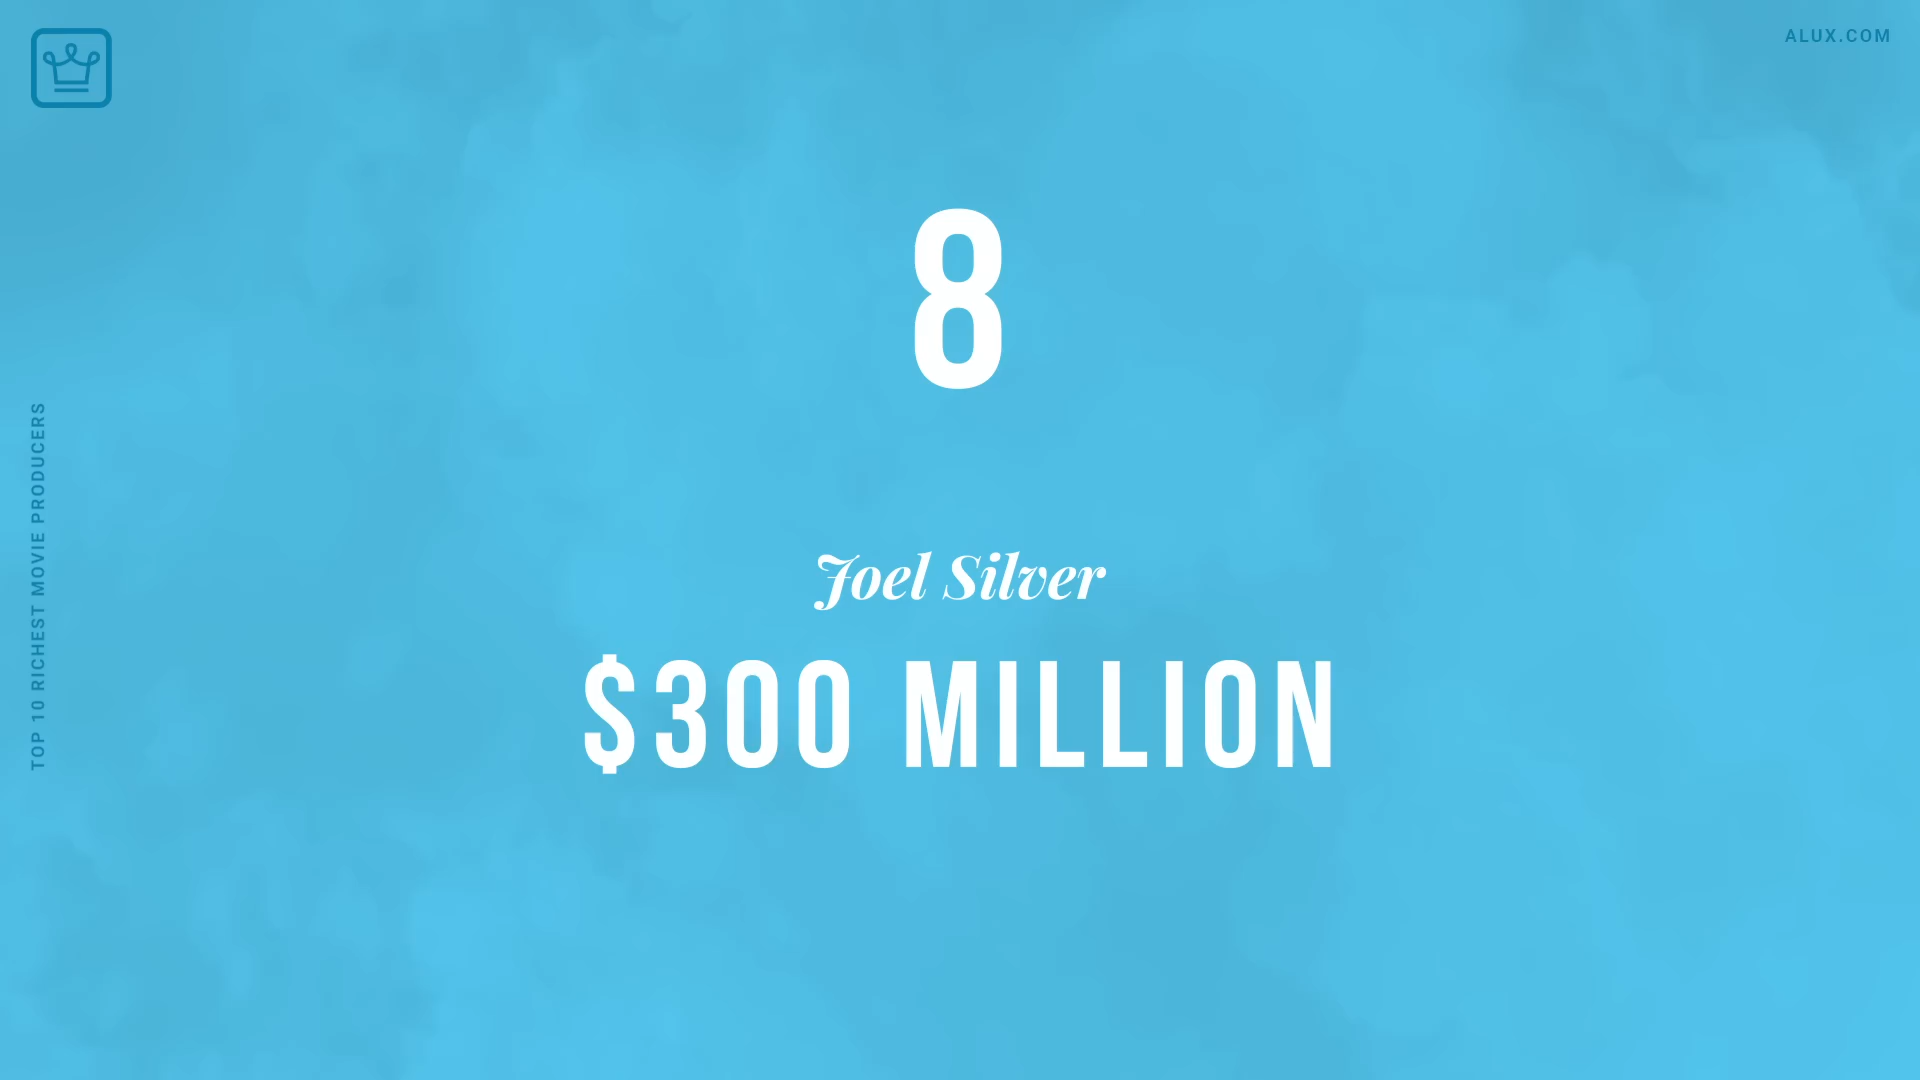 ALUX.COM
8
Joel Silver
$300 MILLION
TOP 10 RICHEST MOVIE PRODUCERS